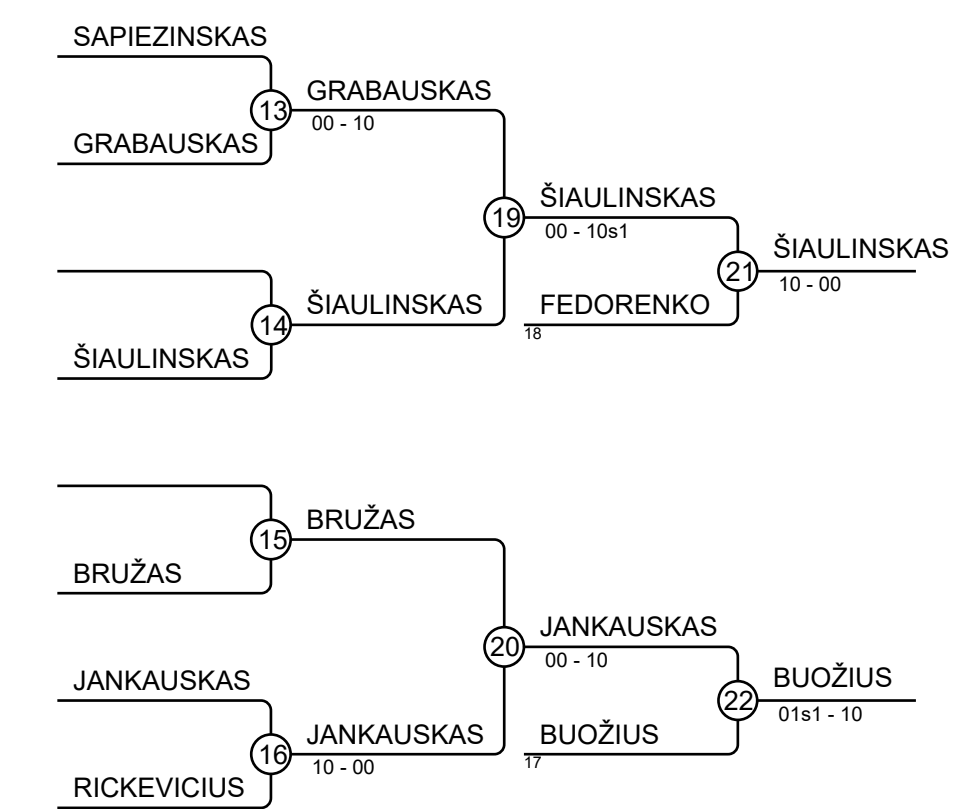 SAPIEZINSKAS
13
GRABAUSKAS
00 - 10
GRABAUSKAS
19
ŠIAULINSKAS
00 - 10s1
21
ŠIAULINSKAS
10 - 00
14
ŠIAULINSKAS
FEDORENKO
18
ŠIAULINSKAS
15
BRUŽAS
BRUŽAS
20
JANKAUSKAS
00 - 10
JANKAUSKAS
22
BUOŽIUS
01s1 - 10
16
JANKAUSKAS
10 - 00
BUOŽIUS
17
RICKEVICIUS